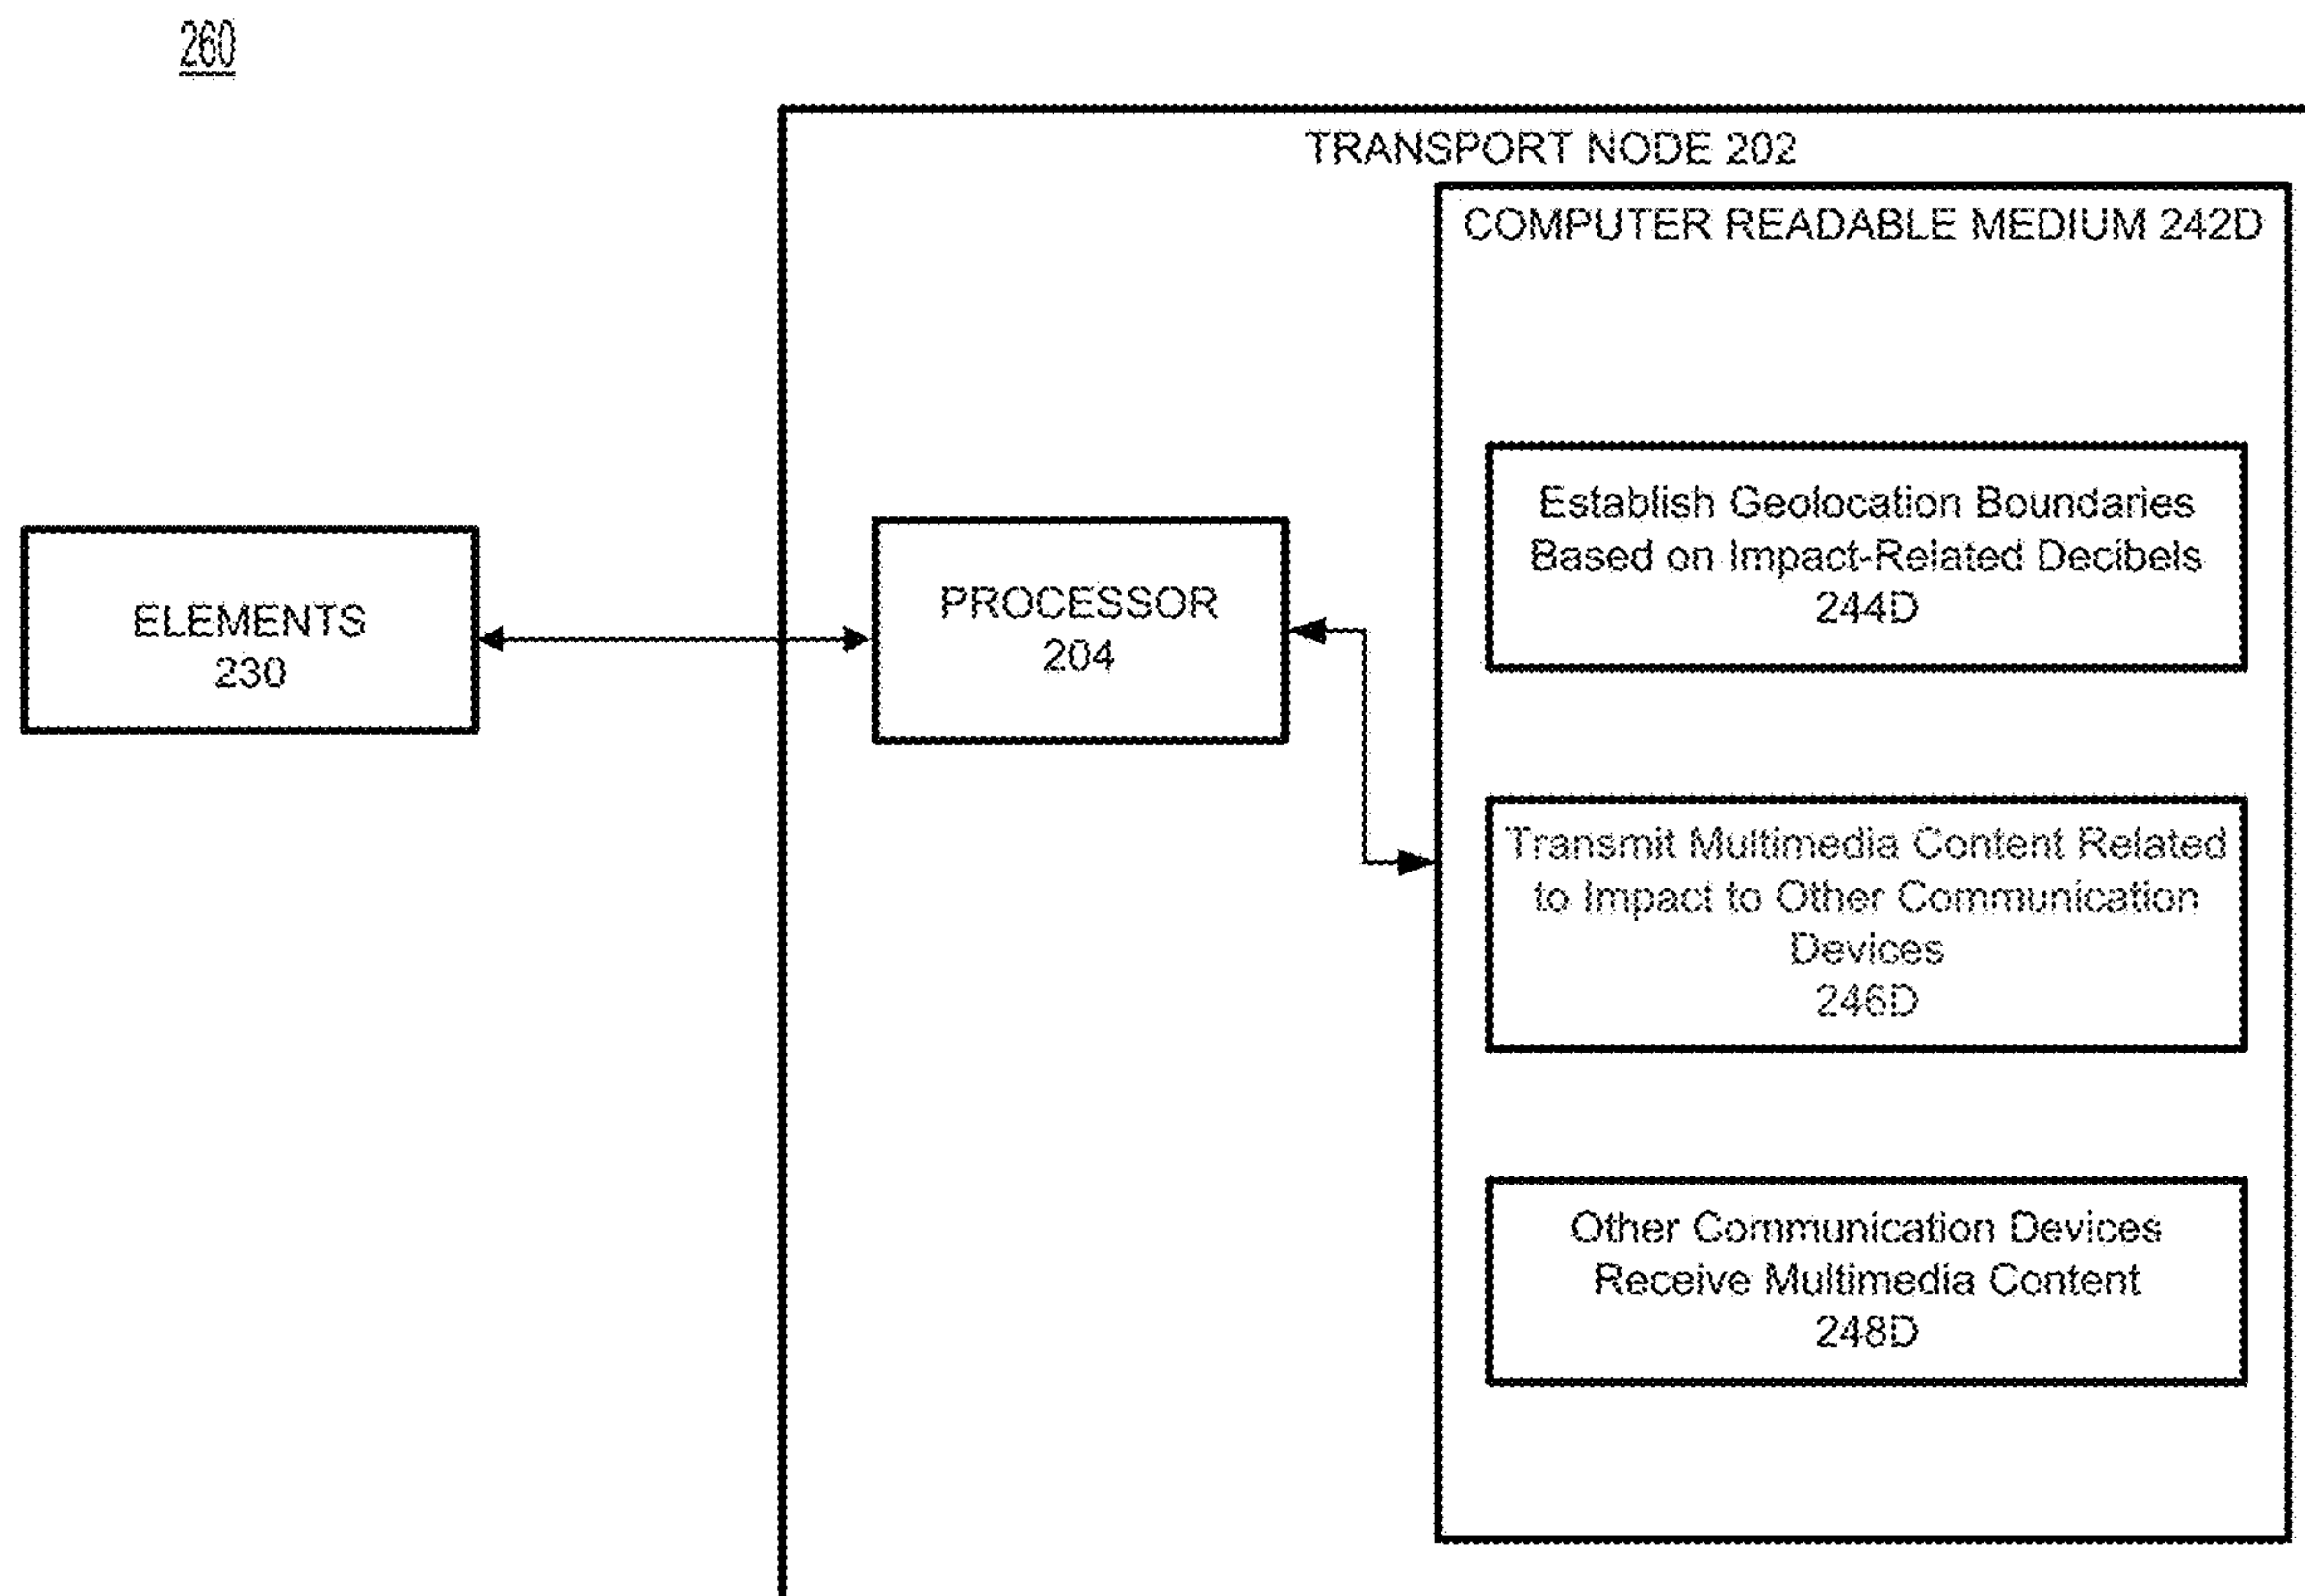 260
TRANSPORT NODE 202
COMPUTER READABLE MEDIUM 242D
ELEMENTS
230
PROCESSOR
204
Establish Geolocation Boundaries
Based on Impact-Related Decibels
244D
Transmit Multimedia Content Related
to Impact to Other Communication
Devices
246D
Other Communication Devices
Receive Multimedia Content
248D